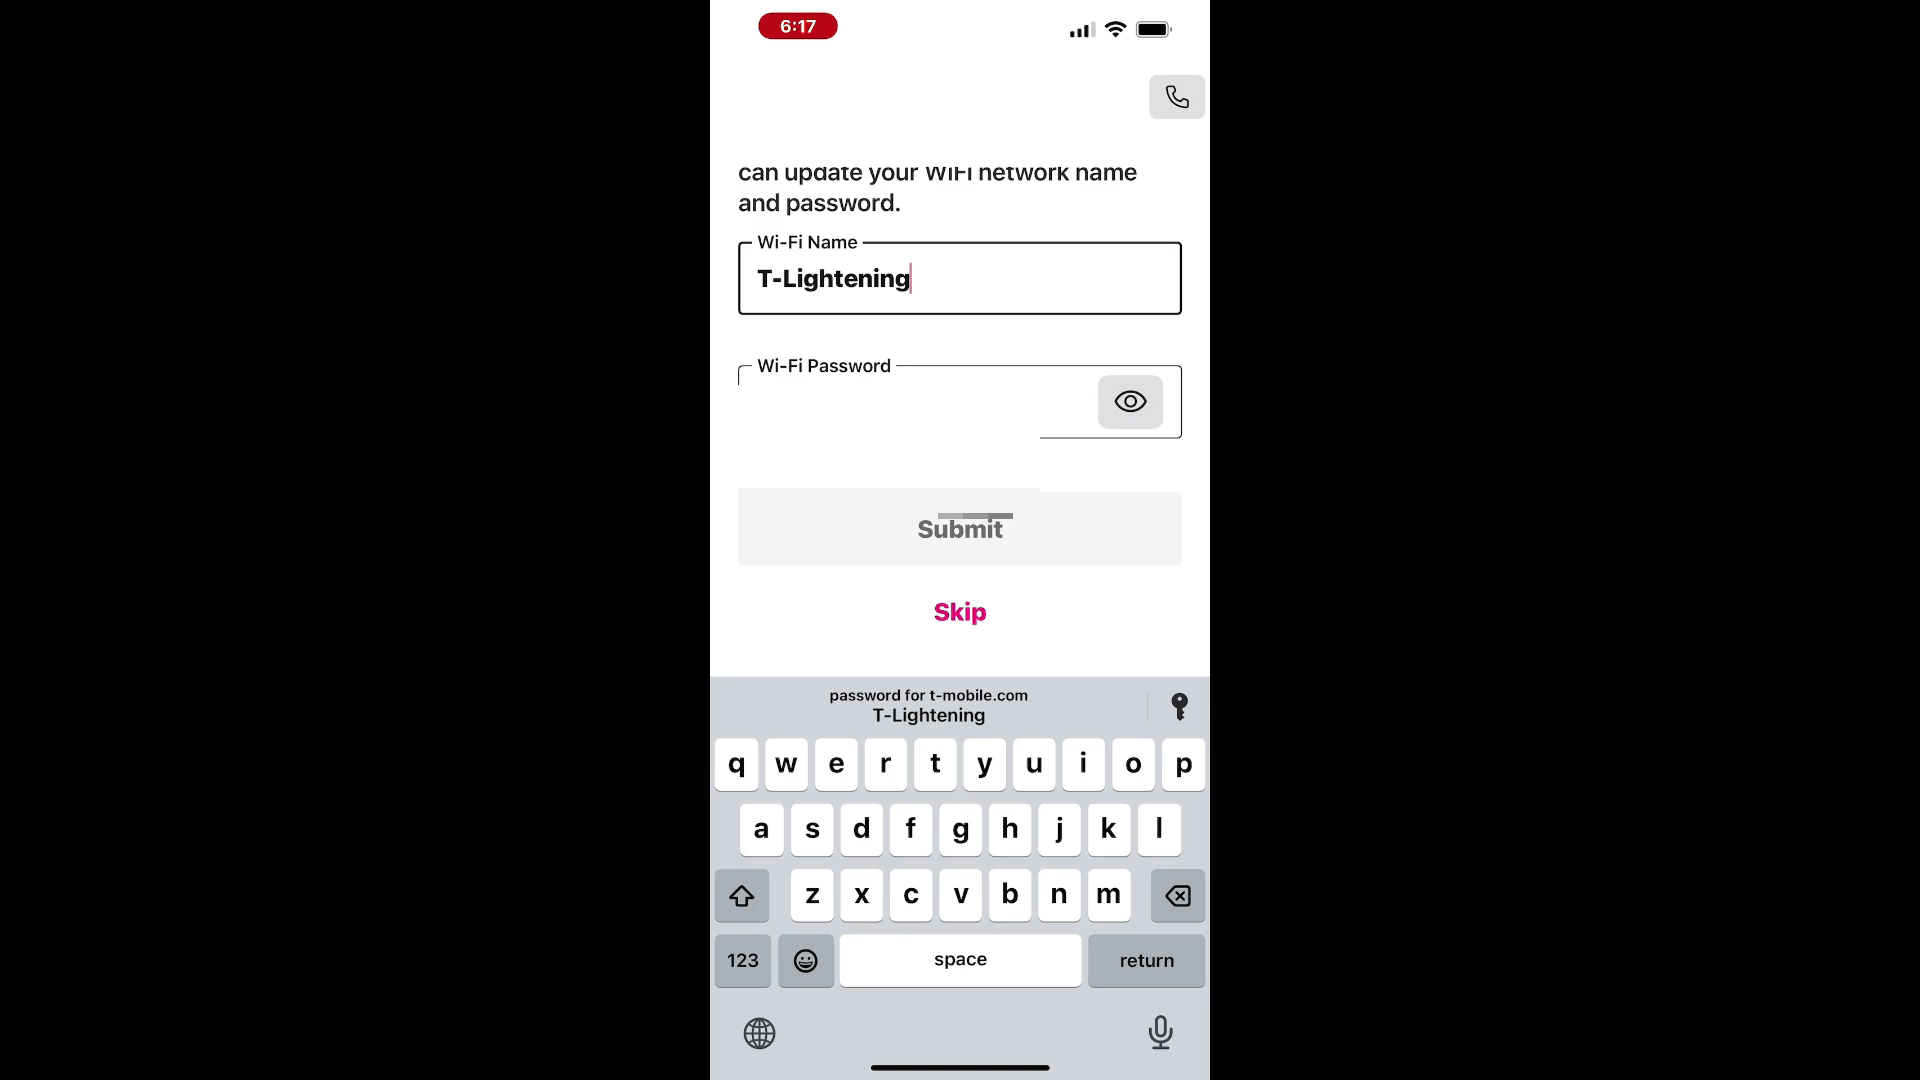 6:17
can update your WiFi network name
and password.
Wi-Fi Name
T-Lightening
Wi-Fi Password
Submit
Skip
password for t-mobile.com
T-Lightening
q w e r t y u i o p
a s d f g h j k l
z x c v b n m
123 space return